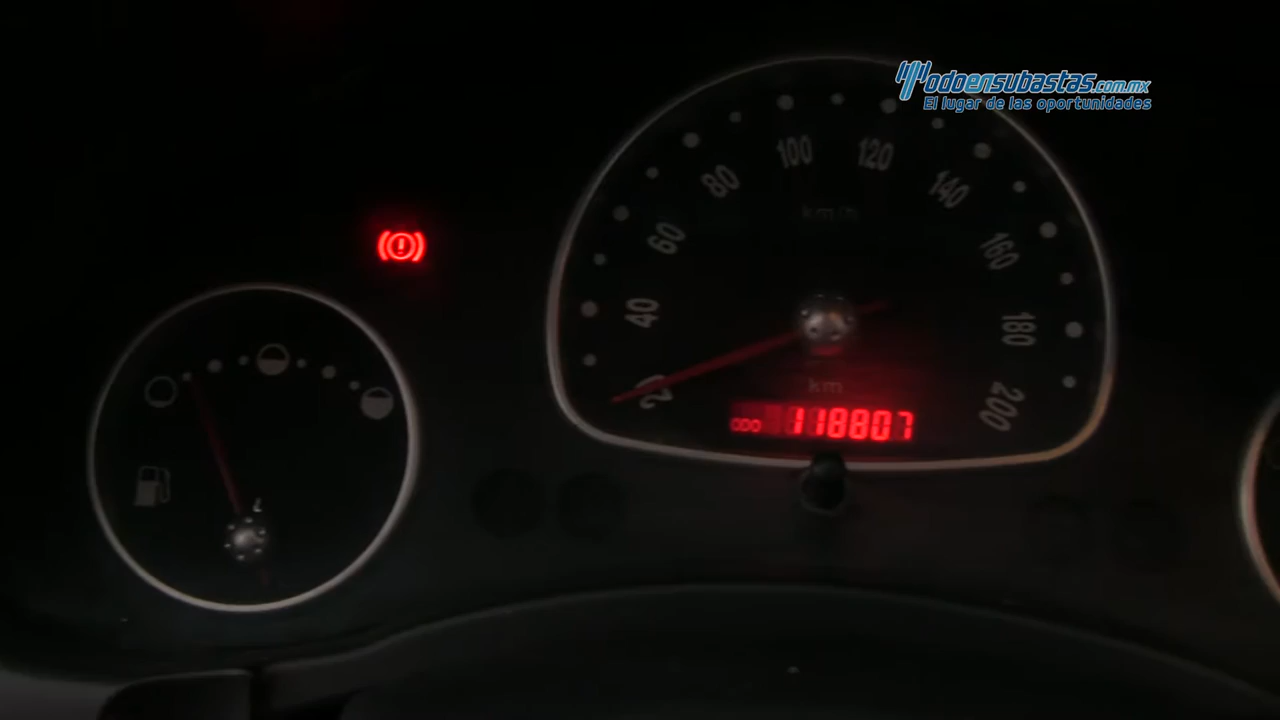 Todoensubastas.com.mx
El lugar de las oportunidades
100
120
80
140
km/h
60
160
40
180
20
km
200
ODO 118807